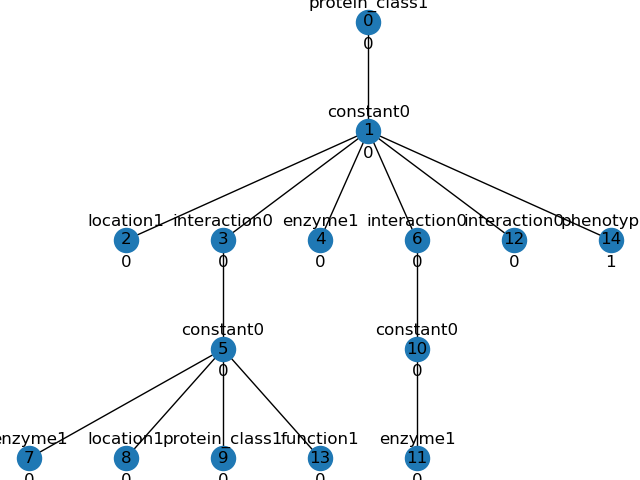 protein_class1
0
0
constant0
1
0
location1 interaction0 enzyme1 interaction0 interaction0 phenotyp
2 3 4 6 12 14
0 0 0 0 0 1
constant0 constant0
5 10
0 0
enzyme1 location1 protein_class1 function1 enzyme1
7 8 9 13 11
0 0 0 0 0